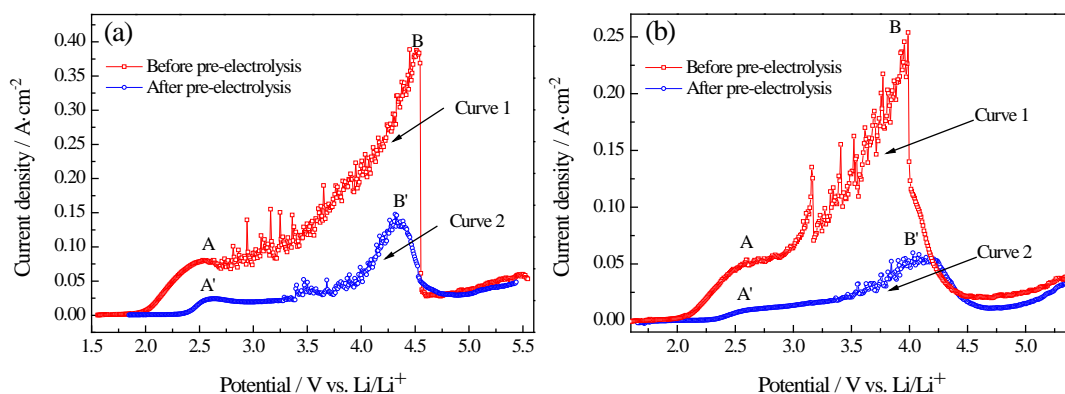 (a)
B
Before pre-electrolysis
After pre-electrolysis
Curve 1
A
B'
Curve 2
A'
0.40
0.35
0.30
0.25
0.20
0.15
0.10
0.05
0.00
Current density / A·cm-2
1.5 2.0 2.5 3.0 3.5 4.0 4.5 5.0 5.5
Potential / V vs. Li/Li+
(b)
B
Before pre-electrolysis
After pre-electrolysis
Curve 1
A
B'
Curve 2
A'
0.25
0.20
0.15
0.10
0.05
0.00
Current density / A·cm-2
2.0 2.5 3.0 3.5 4.0 4.5 5.0
Potential / V vs. Li/Li+